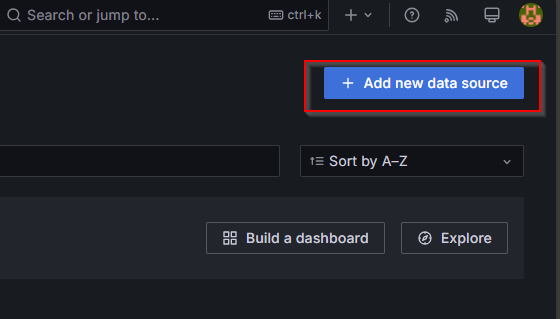 Search or jump to...
ctrl+k
Add new data source
Sort by A–Z
Build a dashboard
Explore